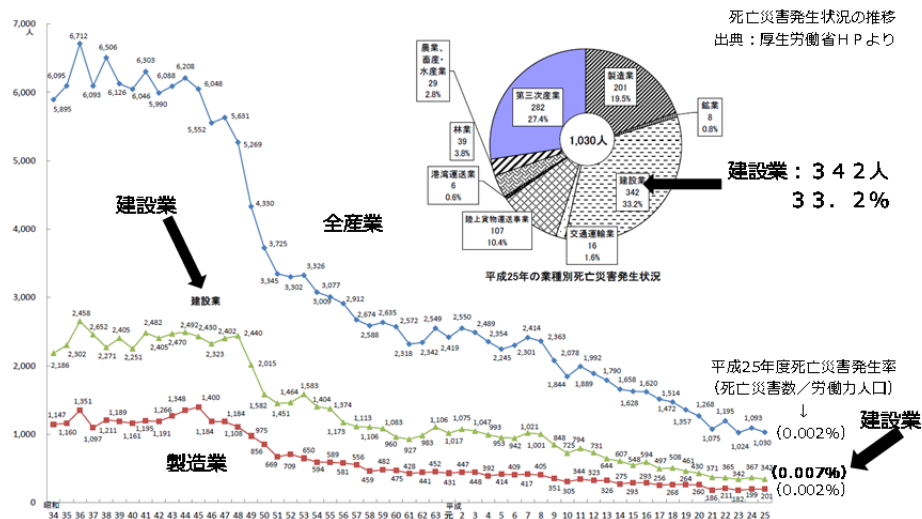 死亡災害発生状況の推移
出典：厚生労働省ＨＰより
7,000
人
6,000
5,000
4,000
3,000
2,000
1,000
0
農業、
畜産・
水産業
29
2.8%
林業
39
3.8%
港湾運送業
6
0.6%
陸上貨物運送事業
107
10.4%
第三次産業
282
27.4%
製造業
201
19.5%
鉱業
8
0.8%
1,030人
建設業
342
33.2%
交通運輸業
16
1.6%
平成25年の業種別死亡災害発生状況
建設業：３４２人
３３．２％
建設業
全産業
建設業
製造業
5,895 6,095 6,712 6,093 6,506 6,126 6,046 6,303 5,990 6,088 6,208 6,048 5,552 5,631 5,269 4,330 3,725 3,345 3,302 3,326 3,009 3,077 2,912 2,674 2,588 2,635 2,572 2,318 2,342 2,549 2,419 2,550 2,489 2,354 2,245 2,301 2,414 2,363 1,844 2,078 1,889 1,992 1,790 1,628 1,658 1,620 1,472 1,514 1,357 1,268 1,075 1,195 1,024 1,093 1,030
2,186 2,302 2,458 2,652 2,271 2,405 2,251 2,482 2,405 2,470 2,492 2,430 2,323 2,402 2,440 2,015 1,582 1,451 1,464 1,583 1,404 1,374 1,173 1,113 1,106 1,083 960 927 983 1,106 1,017 1,075 1,047 993 953 942 1,021 1,001 848 725 794 731 644 607 548 594 497 508 461 430 371 365 342 367 342
1,147 1,160 1,351 1,097 1,211 1,189 1,161 1,195 1,191 1,266 1,348 1,400 1,184 1,184 1,108 856 975 669 709 650 594 589 581 556 459 482 475 441 428 452 431 447 448 392 414 409 417 405 351 305 344 326 323 275 293 256 293 268 264 260 186 211 182 199 201
平成25年度死亡災害発生率
（死亡災害数／労働力人口）
↓
(0.002%)
建設業
(0.007%)
(0.002%)
昭和
平成
34 35 36 37 38 39 40 41 42 43 44 45 46 47 48 49 50 51 52 53 54 55 56 57 58 59 60 61 62 63 元 2 3 4 5 6 7 8 9 10 11 12 13 14 15 16 17 18 19 20 21 22 23 24 25